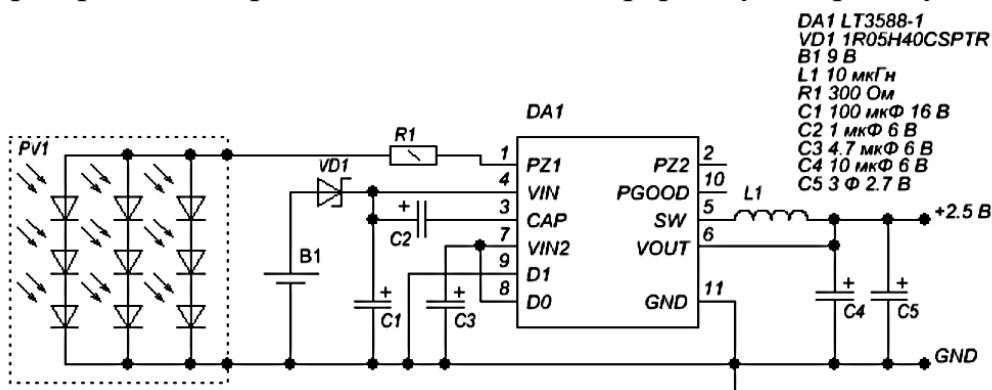 DA1 LT3588-1
VD1 1R05H40CSPTR
B1 9 В
L1 10 мкГн
R1 300 Ом
C1 100 мкФ 16 В
C2 1 мкФ 6 В
C3 4.7 мкФ 6 В
C4 10 мкФ 6 В
C5 3 Ф 2.7 В
DA1
PV1
R1
VD1
1 PZ1
PZ2 2
4 VIN
PGOOD 10
3 CAP
SW 5
L1
+2.5 В
C2
7 VIN2
VOUT 6
B1
9 D1
8 D0
GND 11
C1
C3
C4
C5
GND